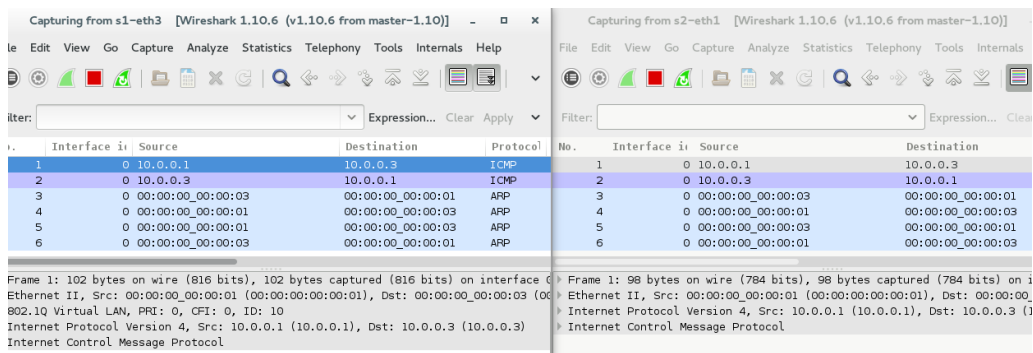 Capturing from s1-eth3 [Wireshark 1.10.6 (v1.10.6 from master-1.10)]
le Edit View Go Capture Analyze Statistics Telephony Tools Internals Help
ilter: Expression... Clear Apply
Interface i Source Destination Protocol
1 0 10.0.0.1 10.0.0.3 ICMP
2 0 10.0.0.3 10.0.0.1 ICMP
3 0 00:00:00_00:00:03 00:00:00_00:00:01 ARP
4 0 00:00:00_00:00:01 00:00:00_00:00:03 ARP
5 0 00:00:00_00:00:01 00:00:00_00:00:03 ARP
6 0 00:00:00_00:00:03 00:00:00_00:00:01 ARP
Frame 1: 102 bytes on wire (816 bits), 102 bytes captured (816 bits) on interface 0
Ethernet II, Src: 00:00:00_00:00:01 (00:00:00:00:00:01), Dst: 00:00:00_00:00:03 (00
802.1Q Virtual LAN, PRI: 0, CFI: 0, ID: 10
Internet Protocol Version 4, Src: 10.0.0.1 (10.0.0.1), Dst: 10.0.0.3 (10.0.0.3)
Internet Control Message Protocol
Capturing from s2-eth1 [Wireshark 1.10.6 (v1.10.6 from master-1.10)]
File Edit View Go Capture Analyze Statistics Telephony Tools Internals
Filter: Expression... Clea
No. Interface i Source Destination
1 0 10.0.0.1 10.0.0.3
2 0 10.0.0.3 10.0.0.1
3 0 00:00:00_00:00:03 00:00:00_00:00:01
4 0 00:00:00_00:00:01 00:00:00_00:00:03
5 0 00:00:00_00:00:01 00:00:00_00:00:03
6 0 00:00:00_00:00:03 00:00:00_00:00:01
Frame 1: 98 bytes on wire (784 bits), 98 bytes captured (784 bits) on i
Ethernet II, Src: 00:00:00_00:00:01 (00:00:00:00:00:01), Dst: 00:00:00_
Internet Protocol Version 4, Src: 10.0.0.1 (10.0.0.1), Dst: 10.0.0.3 (1
Internet Control Message Protocol